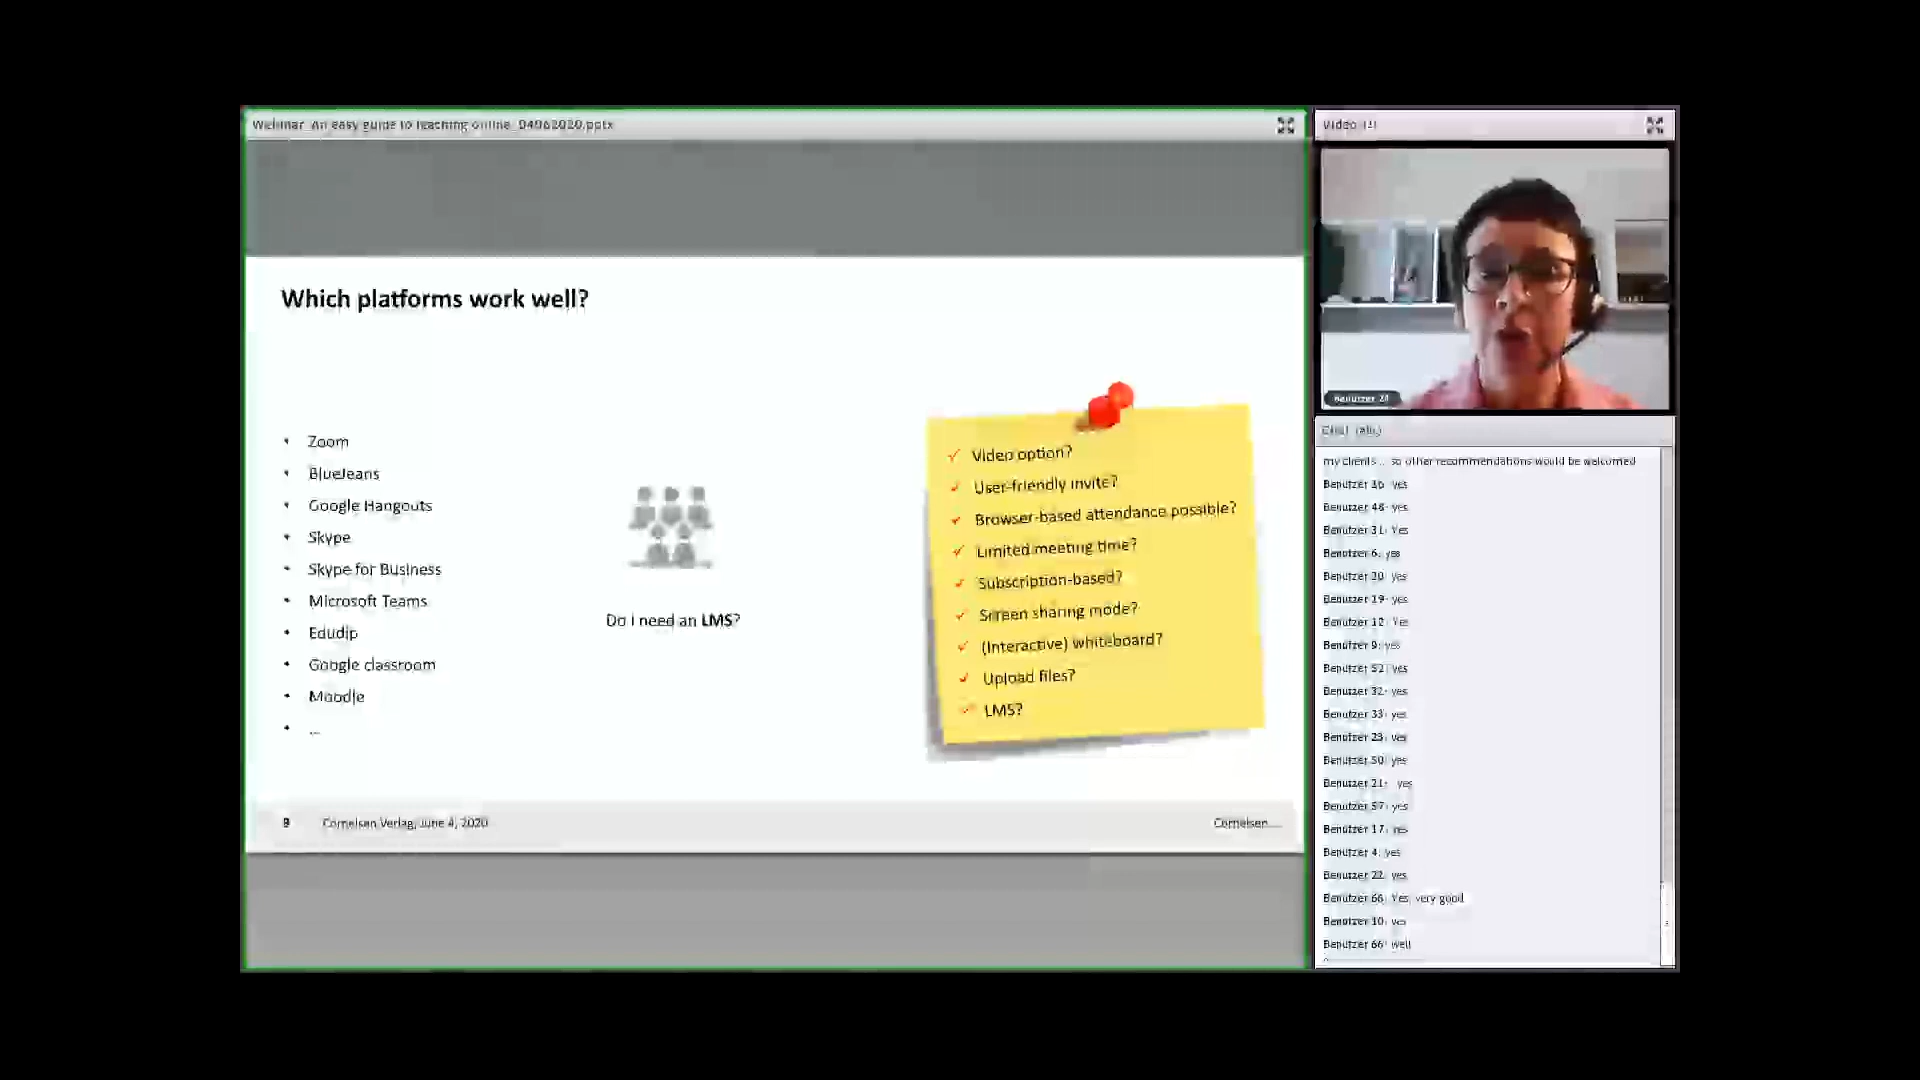 Webinar_An easy guide to teaching online_04062020.pptx
Which platforms work well?
• Zoom
• BlueJeans
• Google Hangouts
• Skype
• Skype for Business
• Microsoft Teams
• Edudip
• Google classroom
• Moodle
• ...
Do I need an LMS?
✓ Video option?
✓ User-friendly invite?
✓ Browser-based attendance possible?
✓ Limited meeting time?
✓ Subscription-based?
✓ Screen sharing mode?
✓ (Interactive) whiteboard?
✓ Upload files?
✓ LMS?
Cornelsen Verlag, June 4, 2020
Cornelsen
Video
Benutzer 24
my clients .. so other recommendations would be welcomed
Benutzer 16: yes
Benutzer 48: yes
Benutzer 31: Yes
Benutzer 6: yes
Benutzer 30: yes
Benutzer 19: yes
Benutzer 12: Yes
Benutzer 9: yes
Benutzer 52: yes
Benutzer 32: yes
Benutzer 33: yes
Benutzer 23: yes
Benutzer 50: yes
Benutzer 21: yes
Benutzer 57: yes
Benutzer 17: yes
Benutzer 4: yes
Benutzer 22: yes
Benutzer 66: Yes, very good
Benutzer 10: yes
Benutzer 66: well